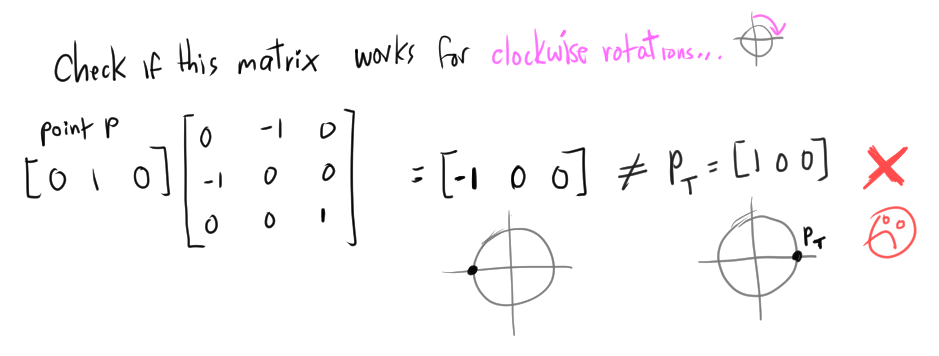 Check if this matrix works for clockwise rotations...
point P
[0 1 0] [0 -1 0
-1 0 0
0 0 1] = [-1 0 0] ≠ P_T = [1 0 0] X
P_T